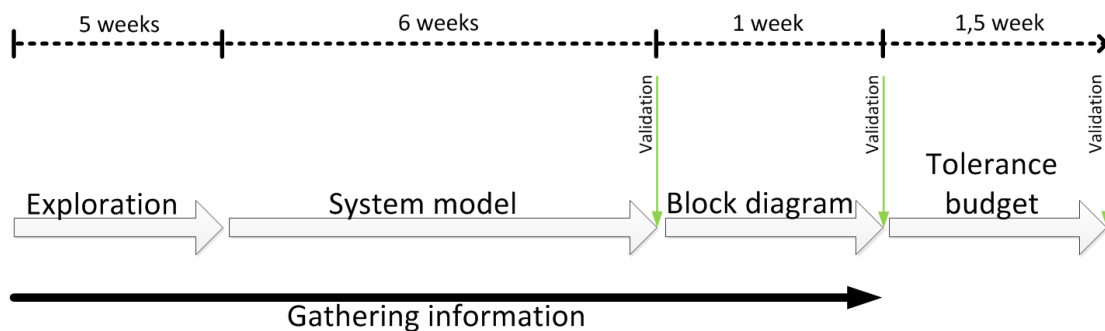 5 weeks
6 weeks
1 week
1,5 week
Validation
Validation
Validation
Exploration
System model
Block diagram
Tolerance
budget
Gathering information